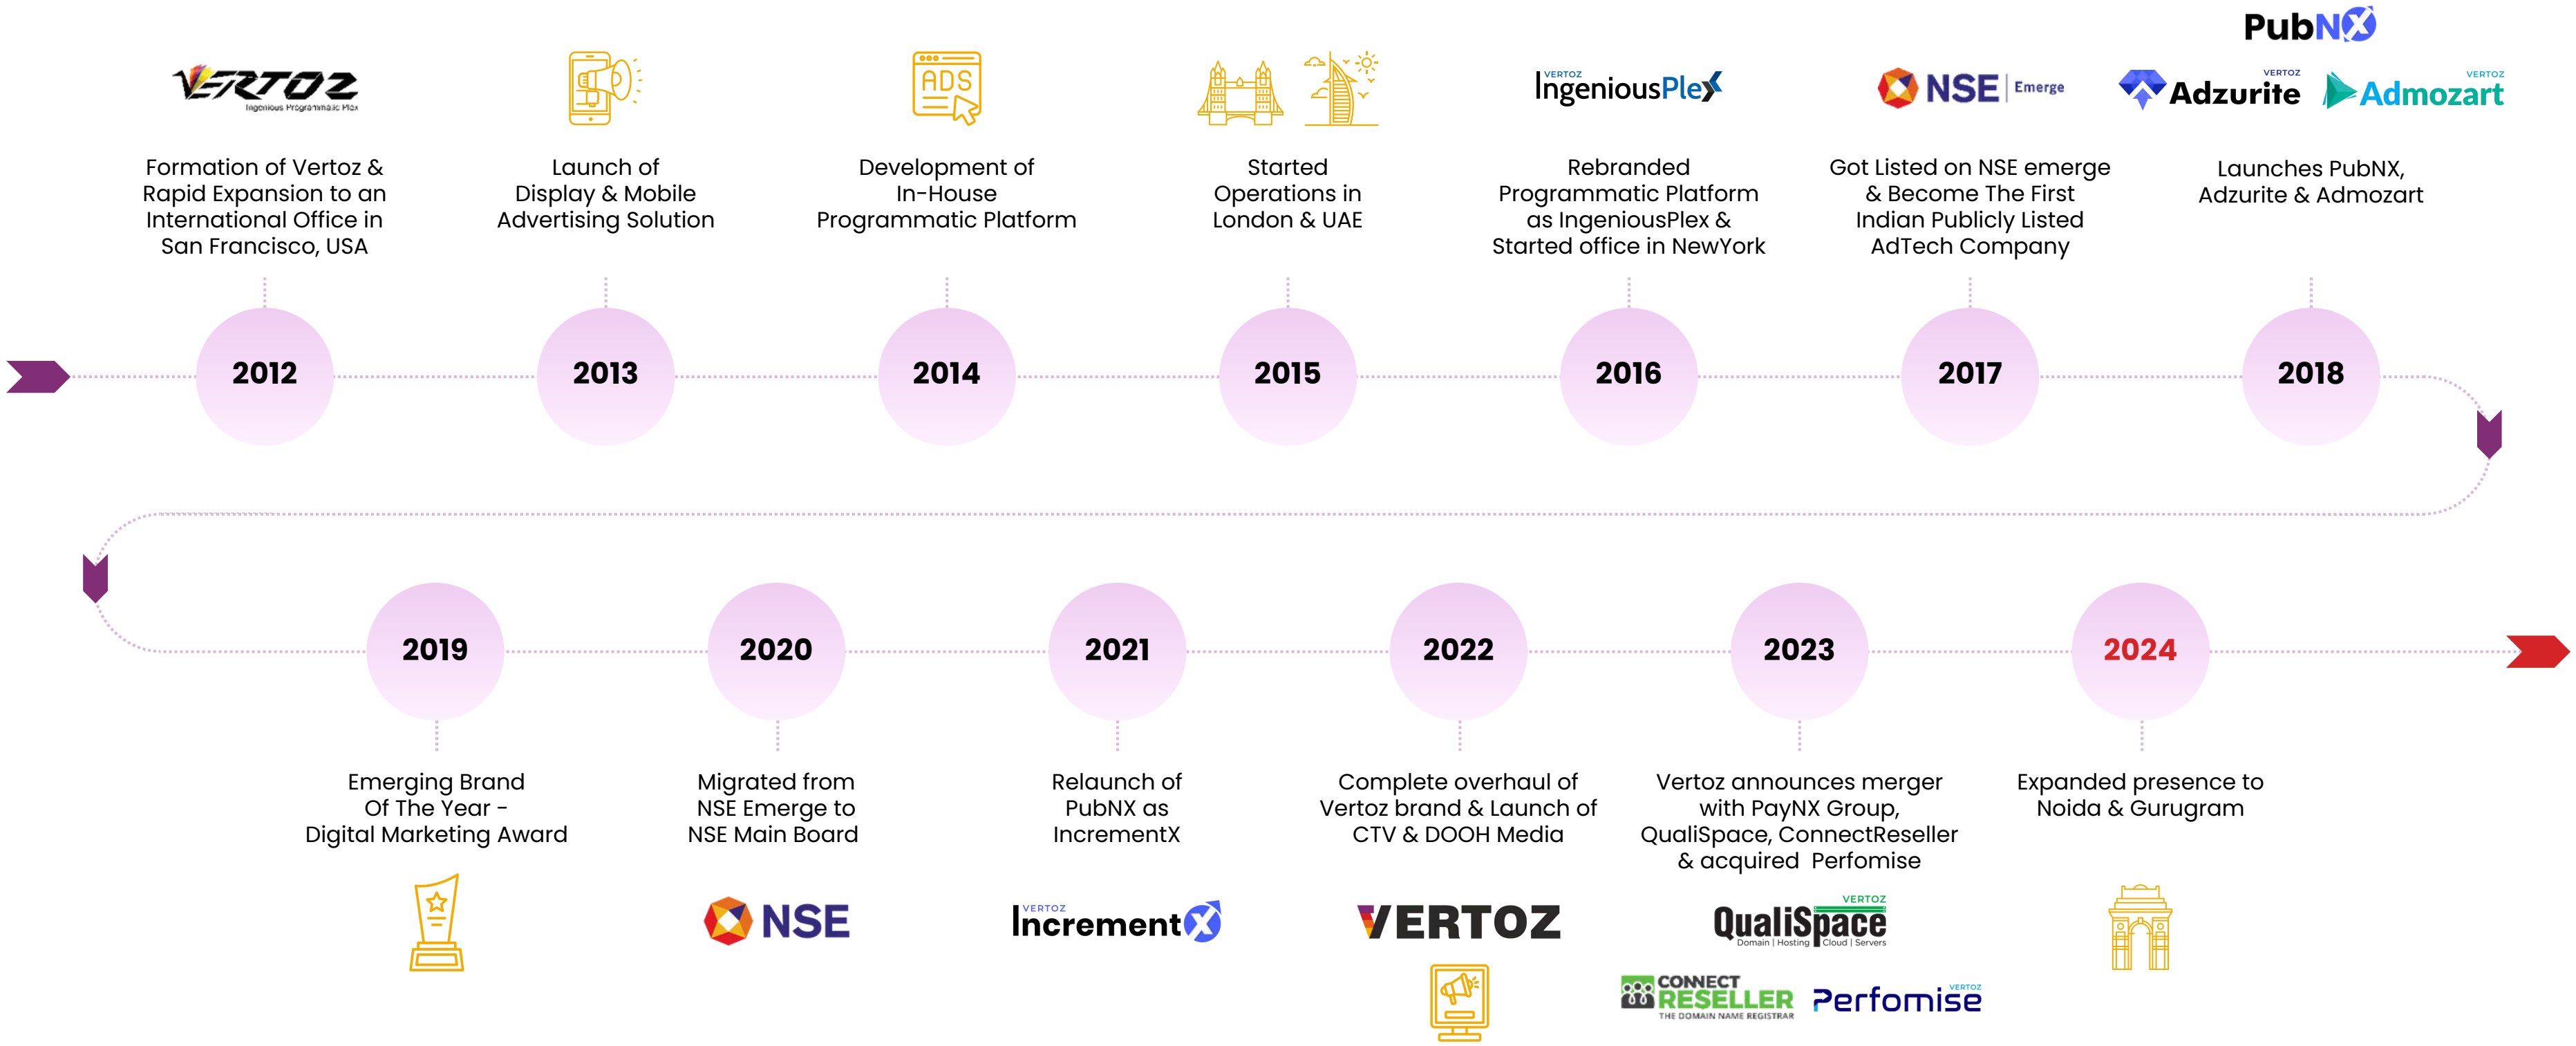 VERTOZ
Ingenious Programmatic Plex
Formation of Vertoz &
Rapid Expansion to an
International Office in
San Francisco, USA
2012
Launch of
Display & Mobile
Advertising Solution
2013
ADS
Development of
In-House
Programmatic Platform
2014
Started
Operations in
London & UAE
2015
VERTOZ
IngeniousPlex
Rebranded
Programmatic Platform
as IngeniousPlex &
Started office in NewYork
2016
NSE Emerge
Got Listed on NSE emerge
& Become The First
Indian Publicly Listed
AdTech Company
2017
PubNX
VERTOZ
Adzurite
VERTOZ
Admozart
Launches PubNX,
Adzurite & Admozart
2018
2019
Emerging Brand
Of The Year -
Digital Marketing Award
2020
Migrated from
NSE Emerge to
NSE Main Board
NSE
2021
Relaunch of
PubNX as
IncrementX
VERTOZ
IncrementX
2022
Complete overhaul of
Vertoz brand & Launch of
CTV & DOOH Media
VERTOZ
2023
Vertoz announces merger
with PayNX Group,
QualiSpace, ConnectReseller
& acquired Perfomise
VERTOZ
QualiSpace
Domain | Hosting | Cloud | Servers
CONNECT
RESELLER
THE DOMAIN NAME REGISTRAR
VERTOZ
Perfomise
2024
Expanded presence to
Noida & Gurugram